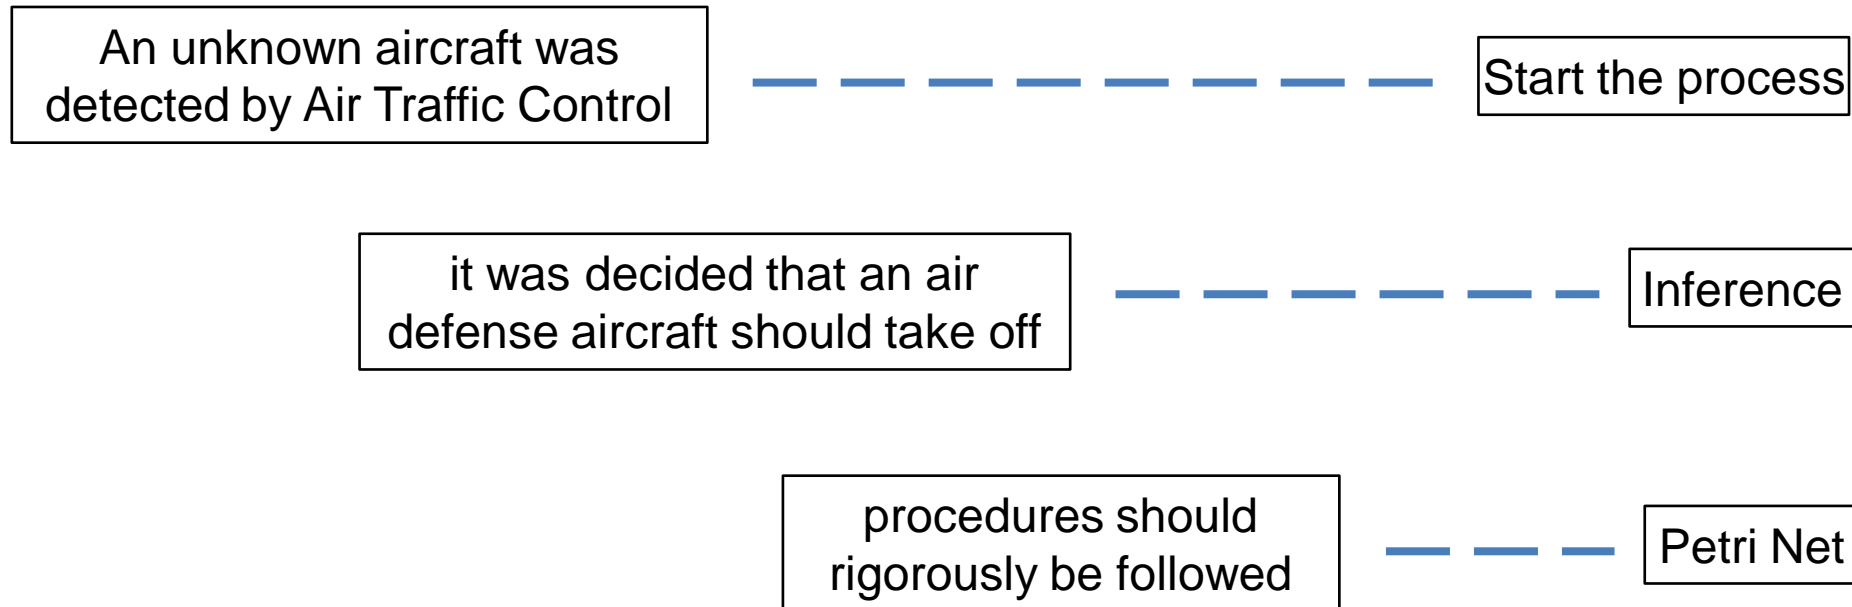 An unknown aircraft was
detected by Air Traffic Control
Start the process
it was decided that an air
defense aircraft should take off
Inference
procedures should
rigorously be followed
Petri Net